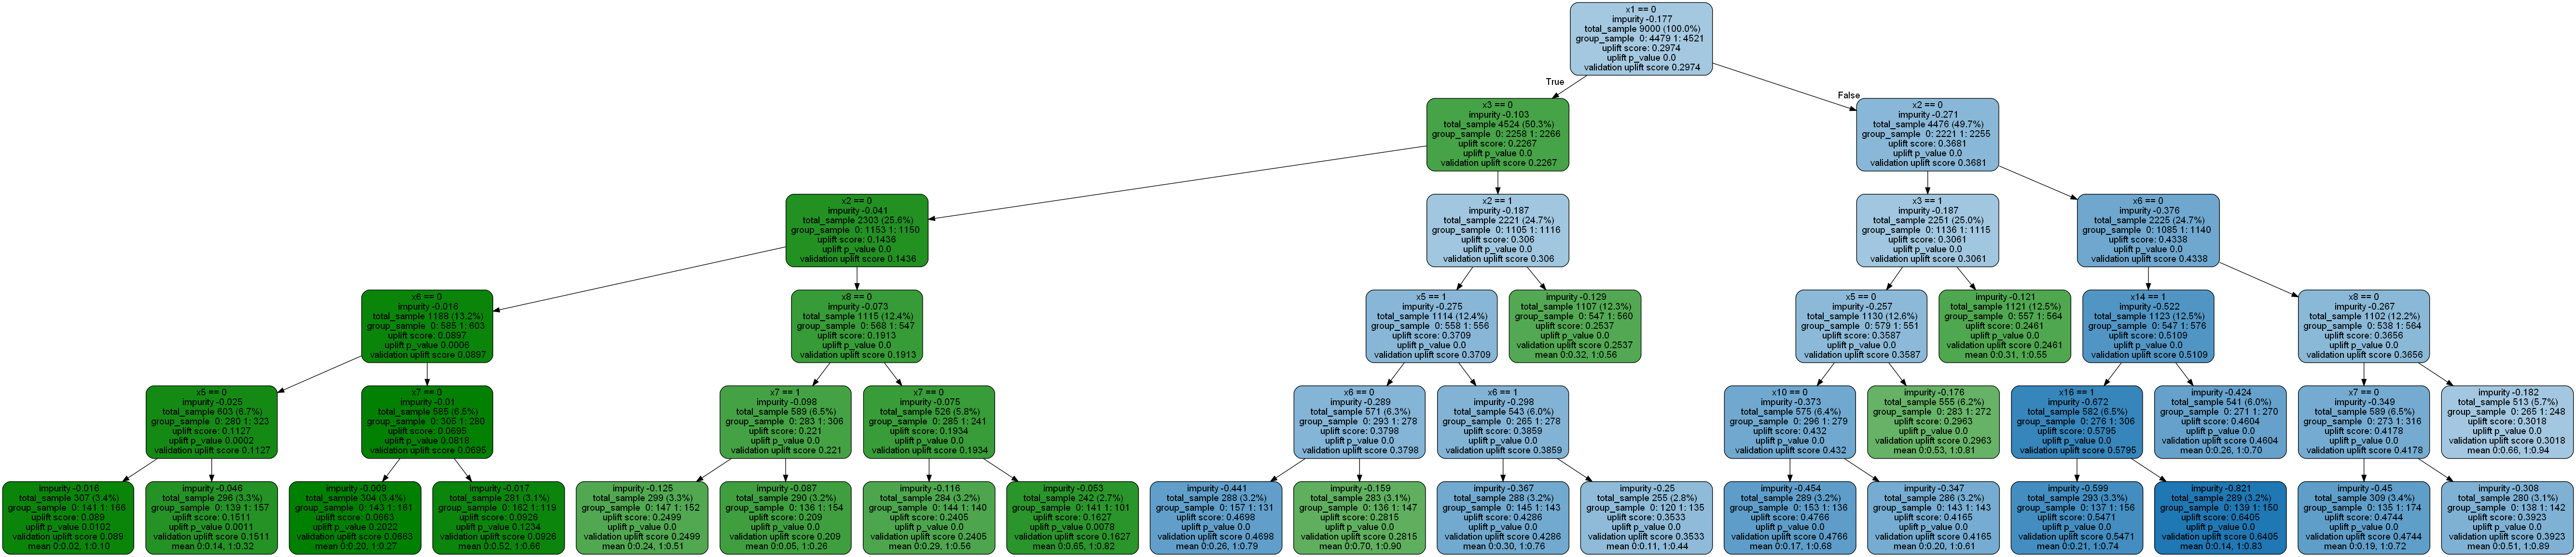 x1 == 0
impurity -0.177
total_sample 9000 (100.0%)
group_sample 0: 4479 1: 4521
uplift score: 0.2974
uplift p_value 0.0
validation uplift score 0.2974
True
False
x3 == 0
impurity -0.103
total_sample 4524 (50.3%)
group_sample 0: 2258 1: 2266
uplift score: 0.2267
uplift p_value 0.0
validation uplift score 0.2267
x2 == 0
impurity -0.271
total_sample 4476 (49.7%)
group_sample 0: 2221 1: 2255
uplift score: 0.3681
uplift p_value 0.0
validation uplift score 0.3681
x2 == 0
impurity -0.041
total_sample 2303 (25.6%)
group_sample 0: 1153 1: 1150
uplift score: 0.1436
uplift p_value 0.0
validation uplift score 0.1436
x2 == 1
impurity -0.187
total_sample 2221 (24.7%)
group_sample 0: 1105 1: 1116
uplift score: 0.306
uplift p_value 0.0
validation uplift score 0.306
x3 == 1
impurity -0.187
total_sample 2251 (25.0%)
group_sample 0: 1136 1: 1115
uplift score: 0.3061
uplift p_value 0.0
validation uplift score 0.3061
x6 == 0
impurity -0.376
total_sample 2225 (24.7%)
group_sample 0: 1085 1: 1140
uplift score: 0.4338
uplift p_value 0.0
validation uplift score 0.4338
x6 == 0
impurity -0.016
total_sample 1188 (13.2%)
group_sample 0: 585 1: 603
uplift score: 0.0897
uplift p_value 0.0006
validation uplift score 0.0897
x8 == 0
impurity -0.073
total_sample 1115 (12.4%)
group_sample 0: 568 1: 547
uplift score: 0.1913
uplift p_value 0.0
validation uplift score 0.1913
x5 == 1
impurity -0.275
total_sample 1114 (12.4%)
group_sample 0: 558 1: 556
uplift score: 0.3709
uplift p_value 0.0
validation uplift score 0.3709
impurity -0.129
total_sample 1107 (12.3%)
group_sample 0: 547 1: 560
uplift score: 0.2537
uplift p_value 0.0
validation uplift score 0.2537
mean 0:0.32, 1:0.56
x5 == 0
impurity -0.257
total_sample 1130 (12.6%)
group_sample 0: 579 1: 551
uplift score: 0.3587
uplift p_value 0.0
validation uplift score 0.3587
impurity -0.121
total_sample 1121 (12.5%)
group_sample 0: 557 1: 564
uplift score: 0.2461
uplift p_value 0.0
validation uplift score 0.2461
mean 0:0.31, 1:0.55
x14 == 1
impurity -0.522
total_sample 1123 (12.5%)
group_sample 0: 547 1: 576
uplift score: 0.5109
uplift p_value 0.0
validation uplift score 0.5109
x8 == 0
impurity -0.267
total_sample 1102 (12.2%)
group_sample 0: 538 1: 564
uplift score: 0.3656
uplift p_value 0.0
validation uplift score 0.3656
x5 == 0
impurity -0.025
total_sample 603 (6.7%)
group_sample 0: 280 1: 323
uplift score: 0.1127
uplift p_value 0.0002
validation uplift score 0.1127
x7 == 0
impurity -0.01
total_sample 585 (6.5%)
group_sample 0: 305 1: 280
uplift score: 0.0695
uplift p_value 0.0818
validation uplift score 0.0695
x7 == 1
impurity -0.098
total_sample 589 (6.5%)
group_sample 0: 283 1: 306
uplift score: 0.221
uplift p_value 0.0
validation uplift score 0.221
x7 == 0
impurity -0.075
total_sample 526 (5.8%)
group_sample 0: 285 1: 241
uplift score: 0.1934
uplift p_value 0.0
validation uplift score 0.1934
x6 == 0
impurity -0.289
total_sample 571 (6.3%)
group_sample 0: 293 1: 278
uplift score: 0.3798
uplift p_value 0.0
validation uplift score 0.3798
x6 == 1
impurity -0.298
total_sample 543 (6.0%)
group_sample 0: 265 1: 278
uplift score: 0.3859
uplift p_value 0.0
validation uplift score 0.3859
x10 == 0
impurity -0.373
total_sample 575 (6.4%)
group_sample 0: 296 1: 279
uplift score: 0.432
uplift p_value 0.0
validation uplift score 0.432
impurity -0.176
total_sample 555 (6.2%)
group_sample 0: 283 1: 272
uplift score: 0.2963
uplift p_value 0.0
validation uplift score 0.2963
mean 0:0.53, 1:0.81
x16 == 1
impurity -0.672
total_sample 582 (6.5%)
group_sample 0: 276 1: 306
uplift score: 0.5795
uplift p_value 0.0
validation uplift score 0.5795
impurity -0.424
total_sample 541 (6.0%)
group_sample 0: 271 1: 270
uplift score: 0.4604
uplift p_value 0.0
validation uplift score 0.4604
mean 0:0.26, 1:0.70
x7 == 0
impurity -0.349
total_sample 589 (6.5%)
group_sample 0: 273 1: 316
uplift score: 0.4178
uplift p_value 0.0
validation uplift score 0.4178
impurity -0.182
total_sample 513 (5.7%)
group_sample 0: 265 1: 248
uplift score: 0.3018
uplift p_value 0.0
validation uplift score 0.3018
mean 0:0.66, 1:0.94
impurity -0.016
total_sample 307 (3.4%)
group_sample 0: 141 1: 166
uplift score: 0.089
uplift p_value 0.0102
validation uplift score 0.089
mean 0:0.02, 1:0.10
impurity -0.046
total_sample 296 (3.3%)
group_sample 0: 139 1: 157
uplift score: 0.1511
uplift p_value 0.0011
validation uplift score 0.1511
mean 0:0.14, 1:0.32
impurity -0.009
total_sample 304 (3.4%)
group_sample 0: 143 1: 161
uplift score: 0.0663
uplift p_value 0.2022
validation uplift score 0.0663
mean 0:0.20, 1:0.27
impurity -0.017
total_sample 281 (3.1%)
group_sample 0: 162 1: 119
uplift score: 0.0926
uplift p_value 0.1234
validation uplift score 0.0926
mean 0:0.52, 1:0.66
impurity -0.125
total_sample 299 (3.3%)
group_sample 0: 147 1: 152
uplift score: 0.2499
uplift p_value 0.0
validation uplift score 0.2499
mean 0:0.24, 1:0.51
impurity -0.087
total_sample 290 (3.2%)
group_sample 0: 136 1: 154
uplift score: 0.209
uplift p_value 0.0
validation uplift score 0.209
mean 0:0.05, 1:0.26
impurity -0.116
total_sample 284 (3.2%)
group_sample 0: 144 1: 140
uplift score: 0.2405
uplift p_value 0.0
validation uplift score 0.2405
mean 0:0.29, 1:0.56
impurity -0.053
total_sample 242 (2.7%)
group_sample 0: 141 1: 101
uplift score: 0.1627
uplift p_value 0.0078
validation uplift score 0.1627
mean 0:0.65, 1:0.82
impurity -0.441
total_sample 288 (3.2%)
group_sample 0: 157 1: 131
uplift score: 0.4698
uplift p_value 0.0
validation uplift score 0.4698
mean 0:0.26, 1:0.79
impurity -0.159
total_sample 283 (3.1%)
group_sample 0: 136 1: 147
uplift score: 0.2815
uplift p_value 0.0
validation uplift score 0.2815
mean 0:0.70, 1:0.90
impurity -0.367
total_sample 288 (3.2%)
group_sample 0: 145 1: 143
uplift score: 0.4286
uplift p_value 0.0
validation uplift score 0.4286
mean 0:0.30, 1:0.76
impurity -0.25
total_sample 255 (2.8%)
group_sample 0: 120 1: 135
uplift score: 0.3533
uplift p_value 0.0
validation uplift score 0.3533
mean 0:0.11, 1:0.44
impurity -0.454
total_sample 289 (3.2%)
group_sample 0: 153 1: 136
uplift score: 0.4766
uplift p_value 0.0
validation uplift score 0.4766
mean 0:0.17, 1:0.68
impurity -0.347
total_sample 286 (3.2%)
group_sample 0: 143 1: 143
uplift score: 0.4165
uplift p_value 0.0
validation uplift score 0.4165
mean 0:0.20, 1:0.61
impurity -0.599
total_sample 293 (3.3%)
group_sample 0: 137 1: 156
uplift score: 0.5471
uplift p_value 0.0
validation uplift score 0.5471
mean 0:0.21, 1:0.74
impurity -0.821
total_sample 289 (3.2%)
group_sample 0: 139 1: 150
uplift score: 0.6405
uplift p_value 0.0
validation uplift score 0.6405
mean 0:0.14, 1:0.83
impurity -0.45
total_sample 309 (3.4%)
group_sample 0: 135 1: 174
uplift score: 0.4744
uplift p_value 0.0
validation uplift score 0.4744
mean 0:0.19, 1:0.72
impurity -0.308
total_sample 280 (3.1%)
group_sample 0: 138 1: 142
uplift score: 0.3923
uplift p_value 0.0
validation uplift score 0.3923
mean 0:0.51, 1:0.89